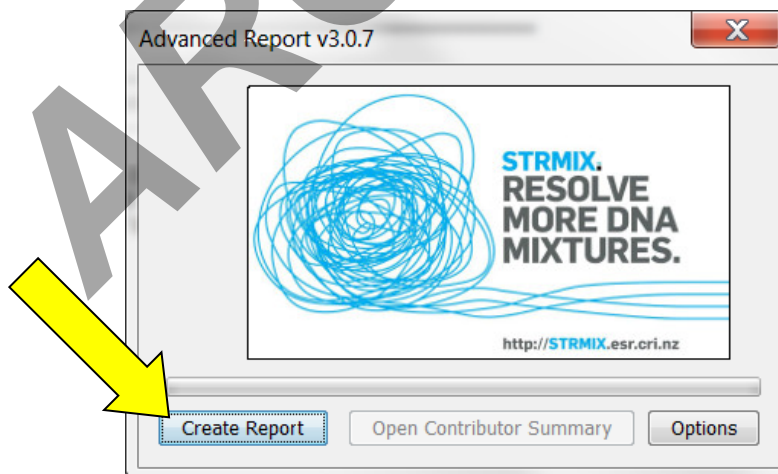 Advanced Report v3.0.7
STRMIX.
RESOLVE
MORE DNA
MIXTURES.
http://STRMIX.esr.cri.nz
Create Report
Open Contributor Summary
Options